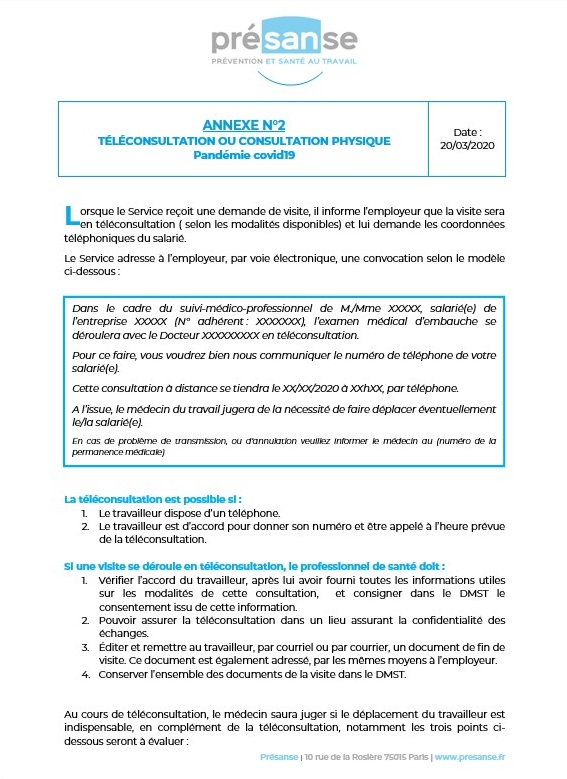 présanse
PRÉVENTION ET SANTÉ AU TRAVAIL
ANNEXE N°2
TÉLÉCONSULTATION OU CONSULTATION PHYSIQUE
Pandémie covid19
Date :
20/03/2020
Lorsque le Service reçoit une demande de visite, il informe l'employeur que la visite sera
en téléconsultation ( selon les modalités disponibles) et lui demande les coordonnées
téléphoniques du salarié.
Le Service adresse à l'employeur, par voie électronique, une convocation selon le modèle
ci-dessous :
Dans le cadre du suivi-médico-professionnel de M./Mme XXXXX, salarié(e) de
l'entreprise XXXXX (N° adhérent : XXXXXXX), l'examen médical d'embauche se
déroulera avec le Docteur XXXXXXXXX en téléconsultation.
Pour ce faire, vous voudrez bien nous communiquer le numéro de téléphone de votre
salarié(e).
Cette consultation à distance se tiendra le XX/XX/2020 à XXhXX, par téléphone.
A l'issue, le médecin du travail jugera de la nécessité de faire déplacer éventuellement
le/la salarié(e).
En cas de problème de transmission, ou d'annulation veuillez informer le médecin au (numéro de la
permanence médicale)
La téléconsultation est possible si :
1. Le travailleur dispose d'un téléphone.
2. Le travailleur est d'accord pour donner son numéro et être appelé à l'heure prévue
de la téléconsultation.
Si une visite se déroule en téléconsultation, le professionnel de santé doit :
1. Vérifier l'accord du travailleur, après lui avoir fourni toutes les informations utiles
sur les modalités de cette consultation, et consigner dans le DMST le
consentement issu de cette information.
2. Pouvoir assurer la téléconsultation dans un lieu assurant la confidentialité des
échanges.
3. Éditer et remettre au travailleur, par courriel ou par courrier, un document de fin de
visite. Ce document est également adressé, par les mêmes moyens à l'employeur.
4. Conserver l'ensemble des documents de la visite dans le DMST.
Au cours de téléconsultation, le médecin saura juger si le déplacement du travailleur est
indispensable, en complément de la téléconsultation, notamment les trois points ci-
dessous seront à évaluer :
Présanse | 10 rue de la Rosière 75015 Paris | www.presanse.fr